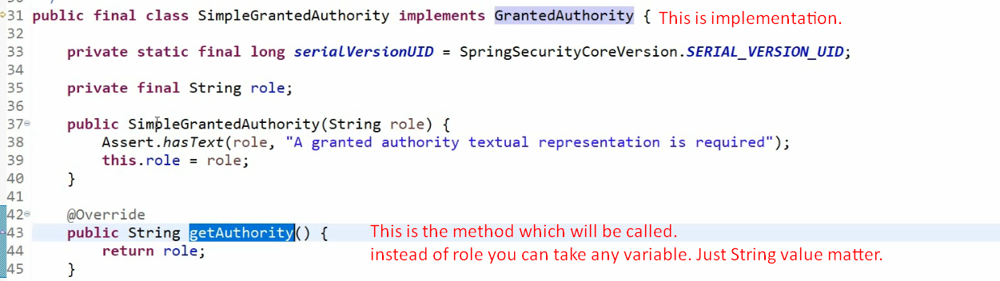 31 public final class SimpleGrantedAuthority implements GrantedAuthority { This is implementation.
32
33 private static final long serialVersionUID = SpringSecurityCoreVersion.SERIAL_VERSION_UID;
34
35 private final String role;
36
37 public SimpleGrantedAuthority(String role) {
38 Assert.hasText(role, "A granted authority textual representation is required");
39 this.role = role;
40 }
41
42 @Override
43 public String getAuthority() { This is the method which will be called.
44 return role; instead of role you can take any variable. Just String value matter.
45 }